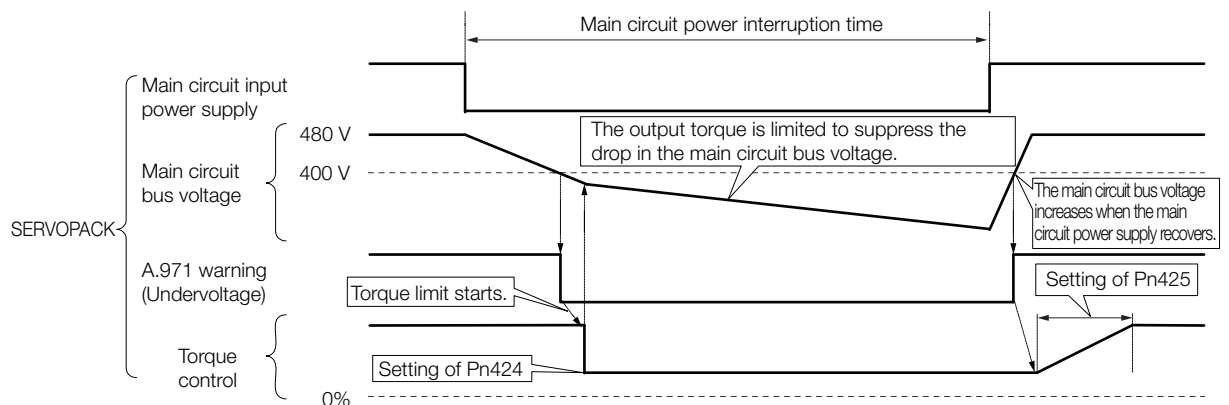 Main circuit power interruption time
SERVOPACK
Main circuit input
power supply
Main circuit
bus voltage
480 V
400 V
The output torque is limited to suppress the
drop in the main circuit bus voltage.
The main circuit bus voltage
increases when the main
circuit power supply recovers.
A.971 warning
(Undervoltage)
Torque limit starts.
Setting of Pn425
Torque
control
Setting of Pn424
0%